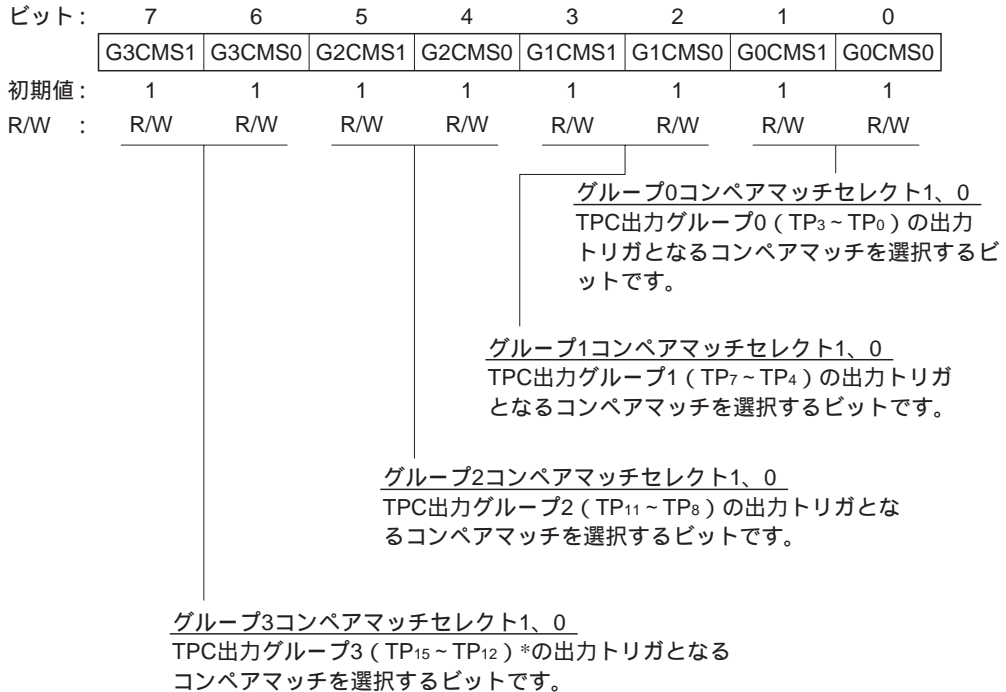 ビット： 7 6 5 4 3 2 1 0
G3CMS1 G3CMS0 G2CMS1 G2CMS0 G1CMS1 G1CMS0 G0CMS1 G0CMS0
初期値： 1 1 1 1 1 1 1 1
R/W ： R/W R/W R/W R/W R/W R/W R/W R/W
グループ0コンペアマッチセレクト1、0
TPC出力グループ0（TP₃～TP₀）の出力
トリガとなるコンペアマッチを選択するビ
ットです。
グループ1コンペアマッチセレクト1、0
TPC出力グループ1（TP₇～TP₄）の出力トリガ
となるコンペアマッチを選択するビットです。
グループ2コンペアマッチセレクト1、0
TPC出力グループ2（TP₁₁～TP₈）の出力トリガとな
るコンペアマッチを選択するビットです。
グループ3コンペアマッチセレクト1、0
TPC出力グループ3（TP₁₅～TP₁₂）*の出力トリガとなる
コンペアマッチを選択するビットです。